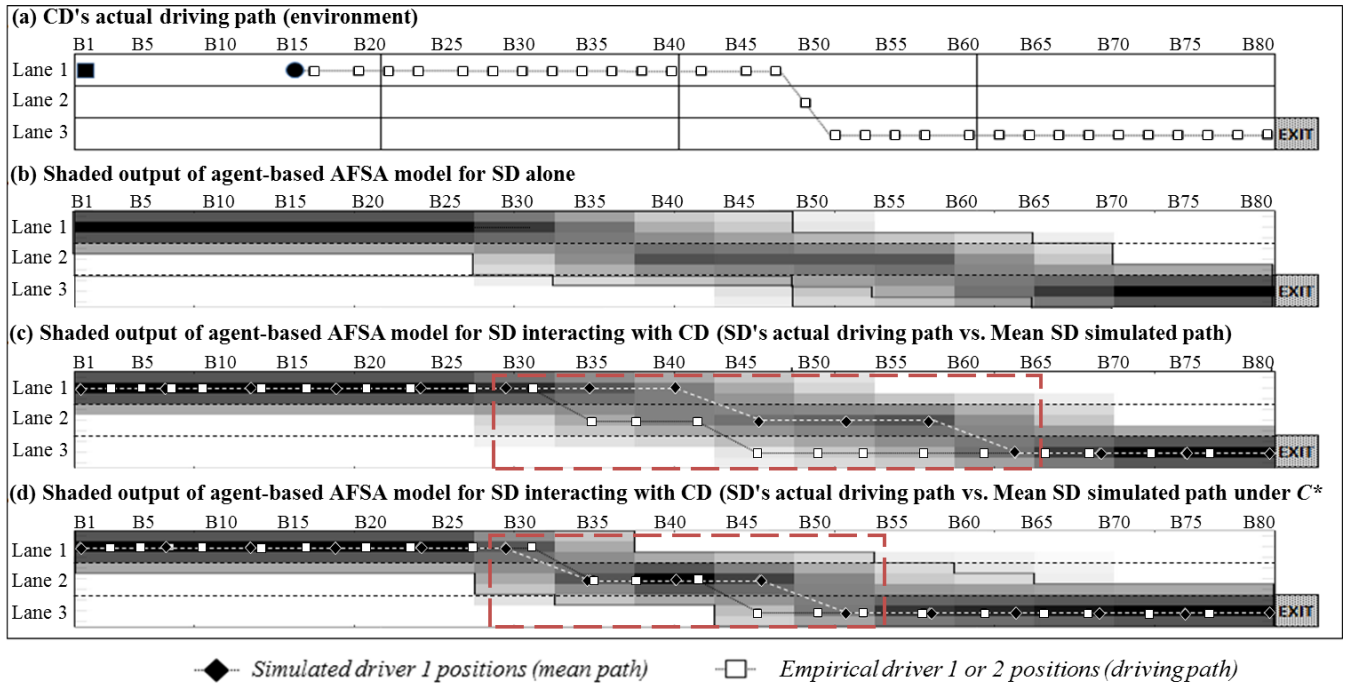 (a) CD's actual driving path (environment)
B1 B5 B10 B15 B20 B25 B30 B35 B40 B45 B50 B55 B60 B65 B70 B75 B80
Lane 1
Lane 2
Lane 3 EXIT
(b) Shaded output of agent-based AFSA model for SD alone
B1 B5 B10 B15 B20 B25 B30 B35 B40 B45 B50 B55 B60 B65 B70 B80
Lane 1
Lane 2
Lane 3 EXIT
(c) Shaded output of agent-based AFSA model for SD interacting with CD (SD's actual driving path vs. Mean SD simulated path)
B1 B5 B10 B15 B20 B25 B30 B35 B40 B45 B50 B55 B60 B65 B70 B80
Lane 1
Lane 2
Lane 3 EXIT
(d) Shaded output of agent-based AFSA model for SD interacting with CD (SD's actual driving path vs. Mean SD simulated path under C*
B1 B5 B10 B15 B20 B25 B30 B35 B40 B45 B50 B55 B60 B65 B70 B80
Lane 1
Lane 2
Lane 3 EXIT
Simulated driver 1 positions (mean path) Empirical driver 1 or 2 positions (driving path)